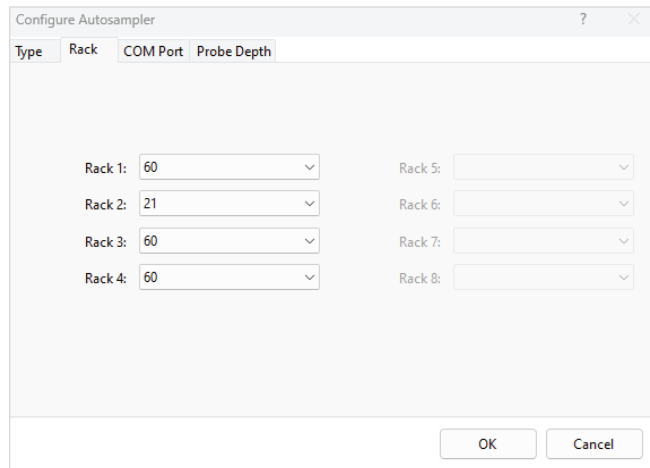 Configure Autosampler ?
Type Rack COM Port Probe Depth
Rack 1: 60 Rack 5:
Rack 2: 21 Rack 6:
Rack 3: 60 Rack 7:
Rack 4: 60 Rack 8:
OK Cancel